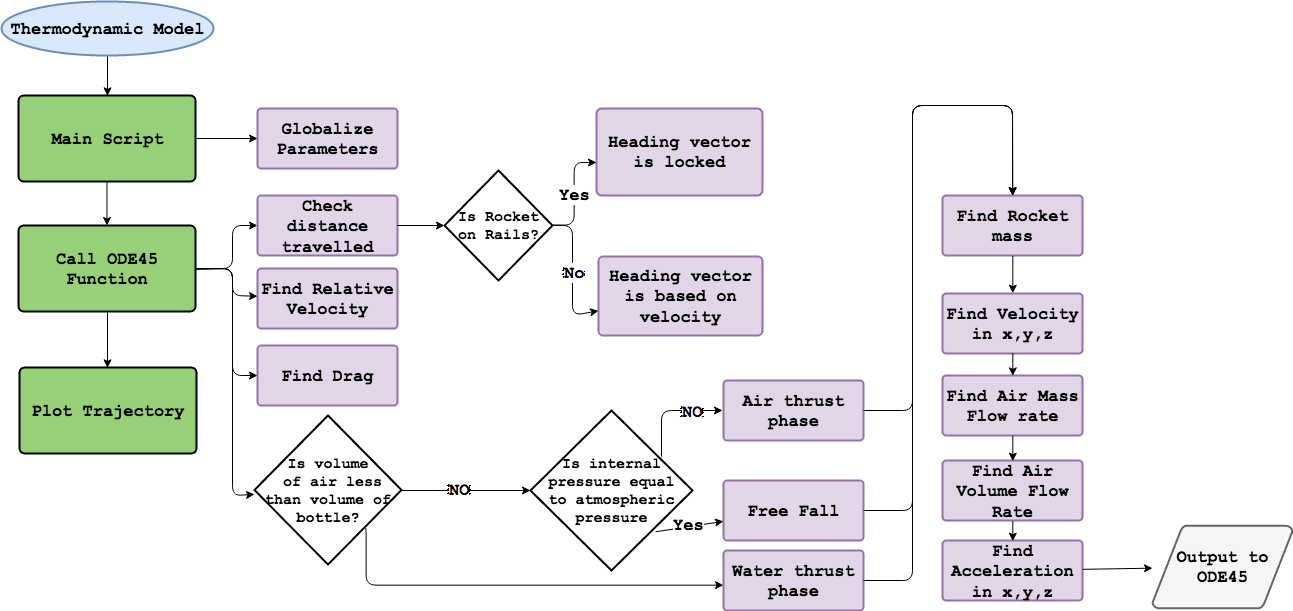 Thermodynamic Model
Main Script
Globalize
Parameters
Call ODE45
Function
Check
distance
travelled
Find Relative
Velocity
Find Drag
Plot Trajectory
Is Rocket
on Rails?
Yes
No
Heading vector
is locked
Heading vector
is based on
velocity
Is volume
of air less
than volume of
bottle?
NO
Is internal
pressure equal
to atmospheric
pressure
NO
Yes
Air thrust
phase
Free Fall
Water thrust
phase
Find Rocket
mass
Find Velocity
in x,y,z
Find Air Mass
Flow rate
Find Air
Volume Flow
Rate
Find
Acceleration
in x,y,z
Output to
ODE45